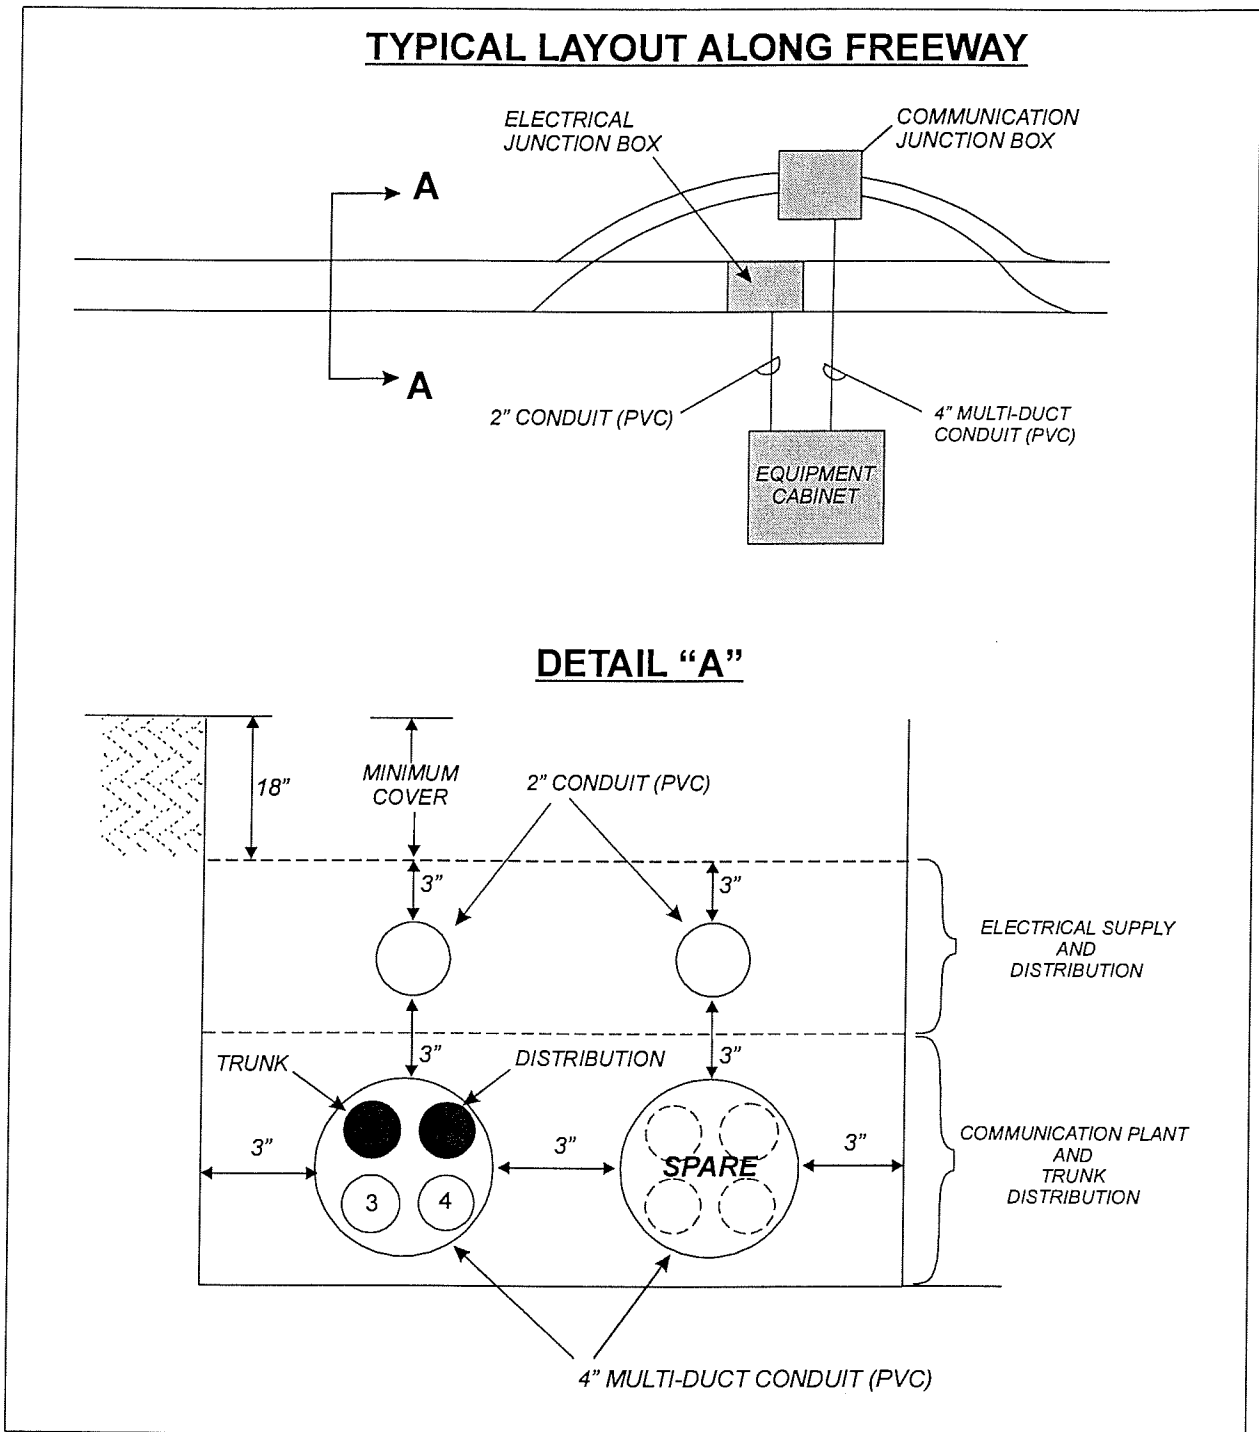 TYPICAL LAYOUT ALONG FREEWAY
ELECTRICAL
JUNCTION BOX
COMMUNICATION
JUNCTION BOX
A
A
2” CONDUIT (PVC)
4” MULTI-DUCT
CONDUIT (PVC)
EQUIPMENT
CABINET
DETAIL “A”
18”
MINIMUM
COVER
2” CONDUIT (PVC)
3”
3”
ELECTRICAL SUPPLY
AND
DISTRIBUTION
3”
3”
TRUNK
DISTRIBUTION
3”
3”
3”
SPARE
3
4
COMMUNICATION PLANT
AND
TRUNK
DISTRIBUTION
4” MULTI-DUCT CONDUIT (PVC)